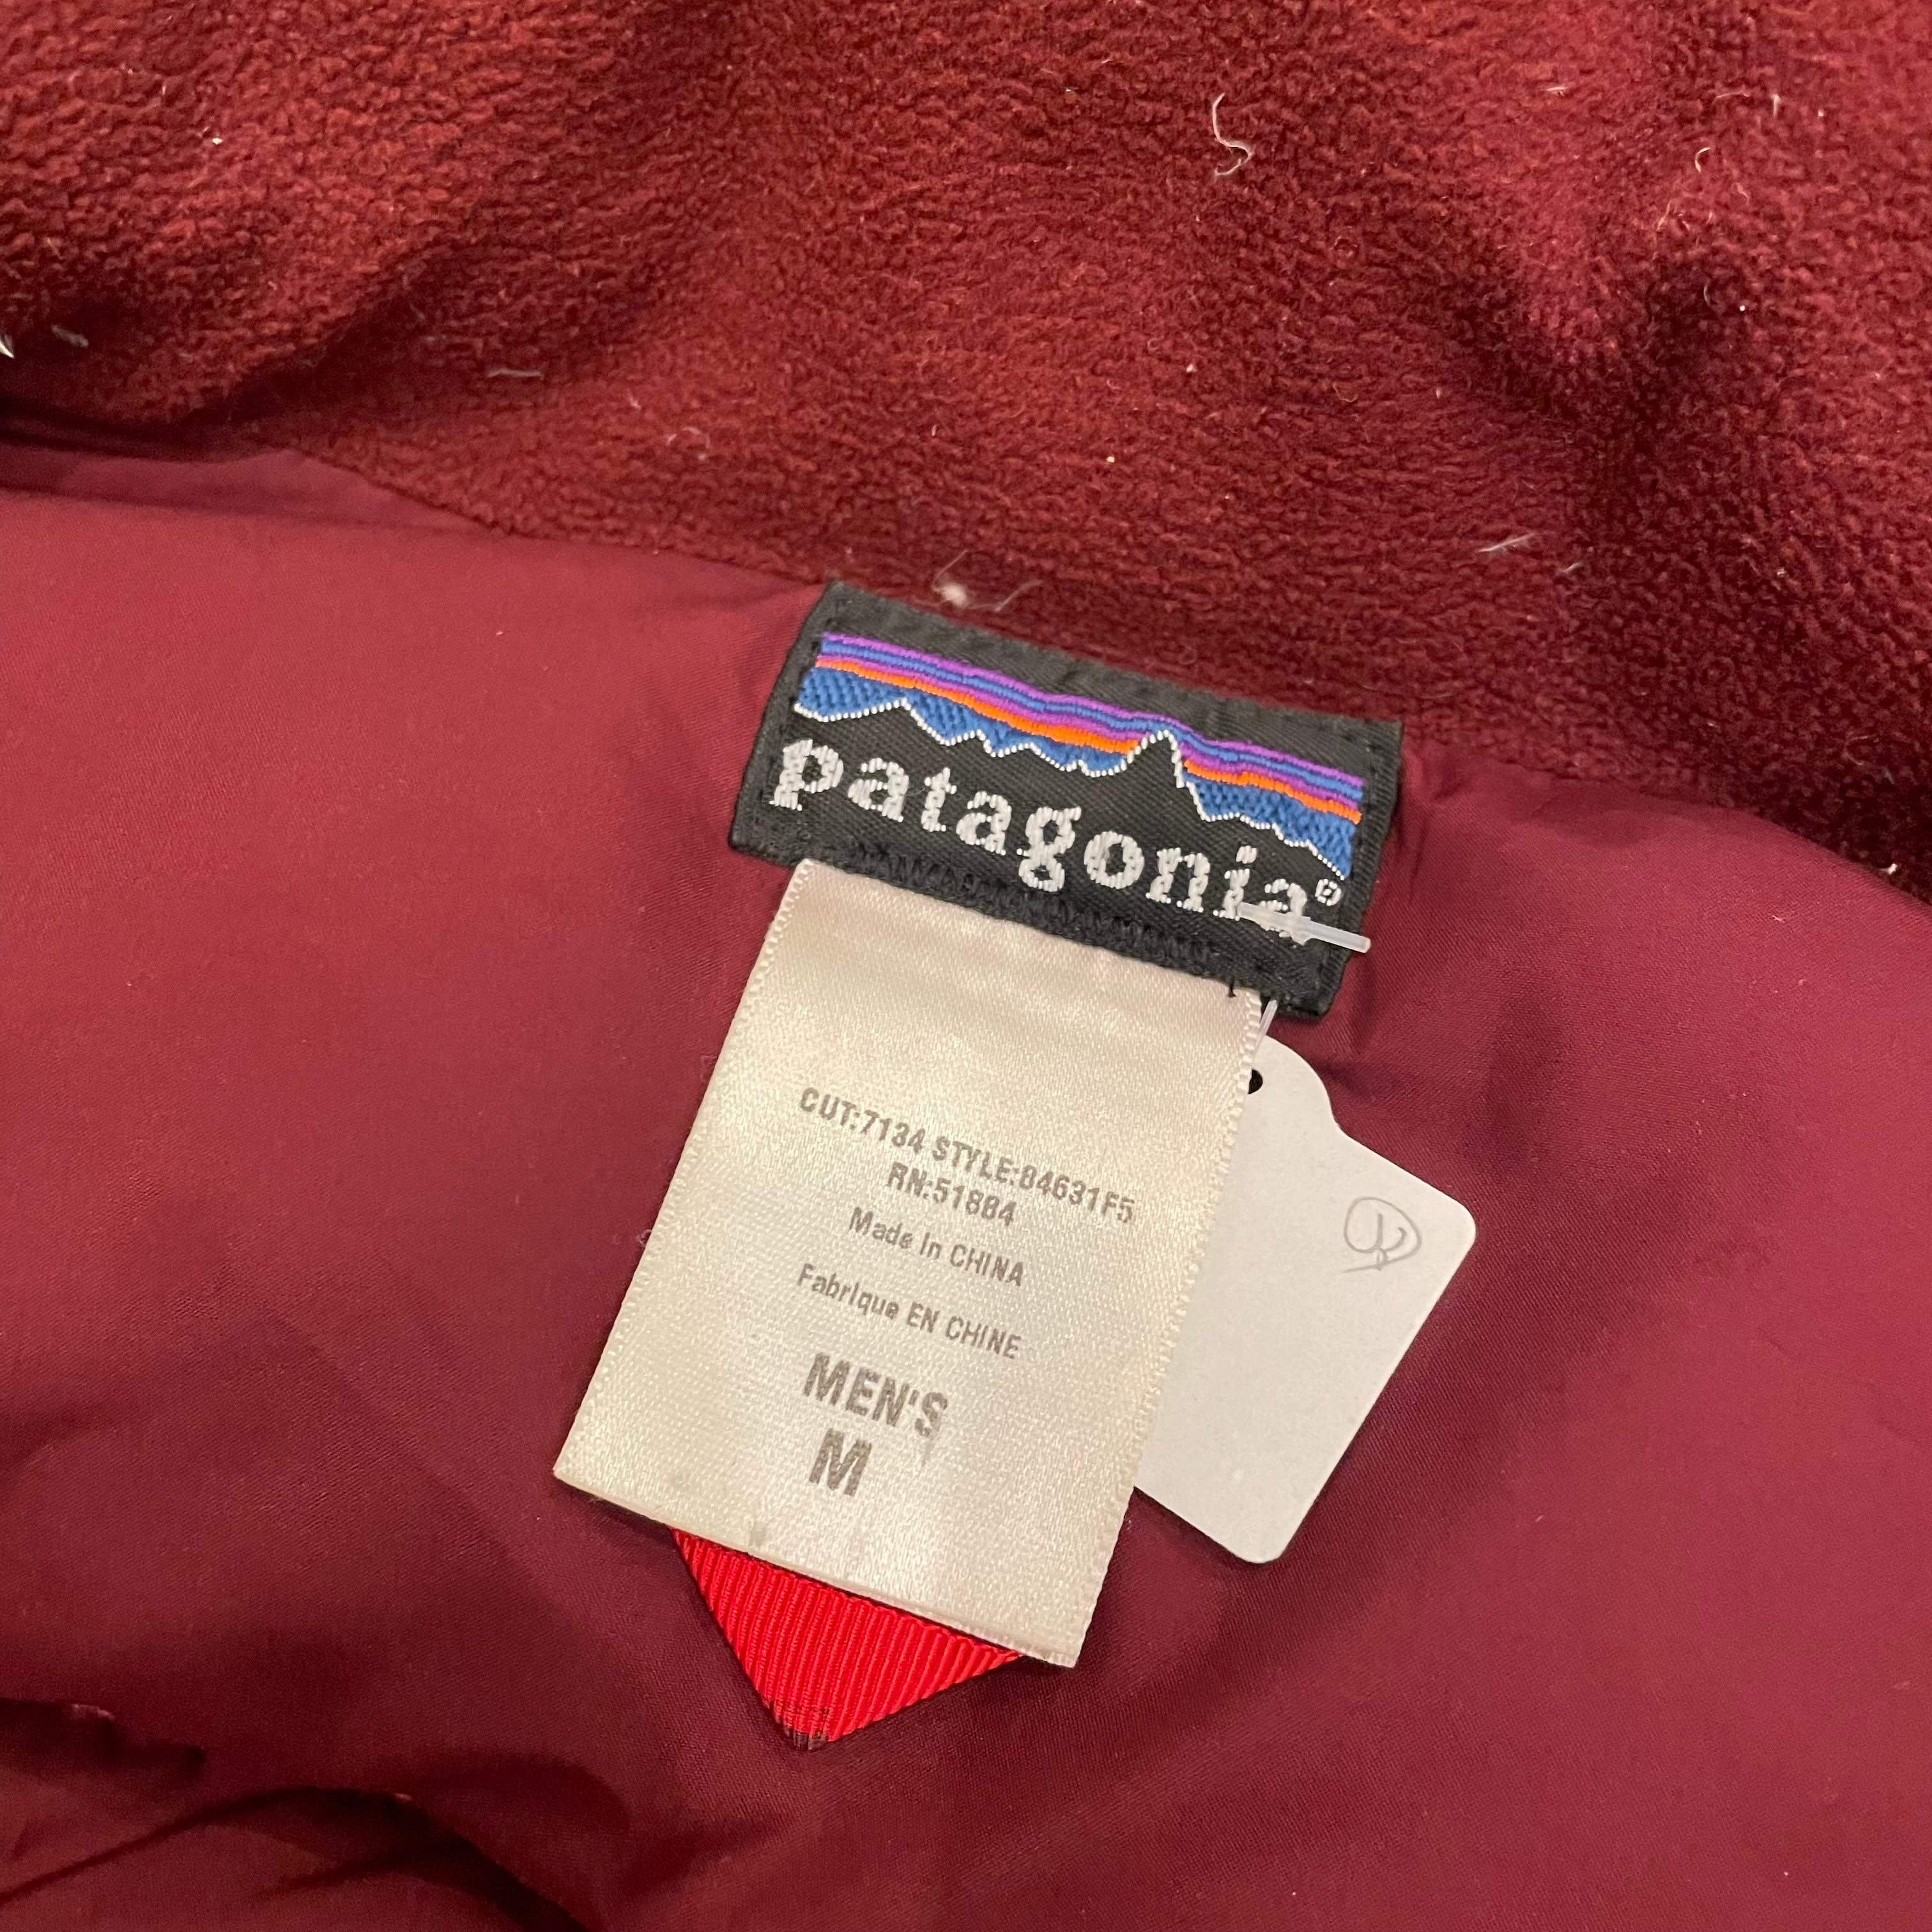 patagonia®
CUT:7134 STYLE:84631F5
RN:51884
Made In CHINA
Fabrique EN CHINE
MEN'S
M